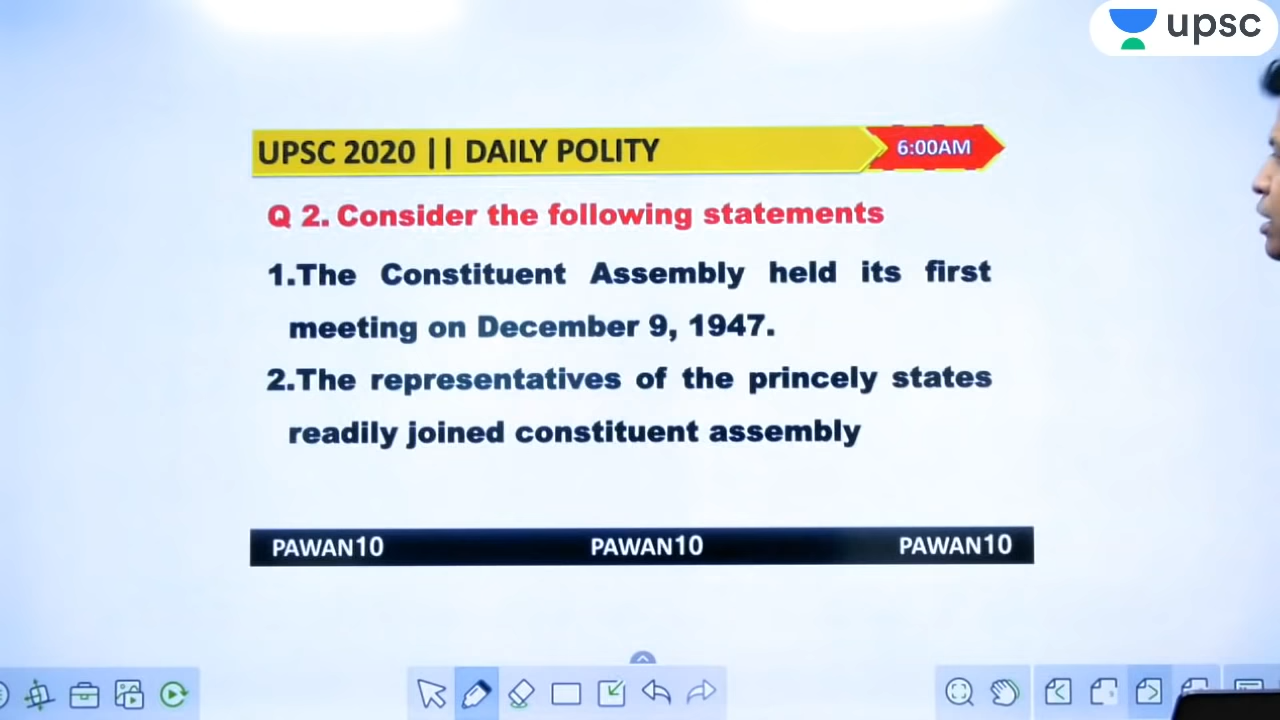 upsc
UPSC 2020 || DAILY POLITY
6:00AM
Q 2. Consider the following statements
1.The Constituent Assembly held its first
meeting on December 9, 1947.
2.The representatives of the princely states
readily joined constituent assembly
PAWAN10 PAWAN10 PAWAN10